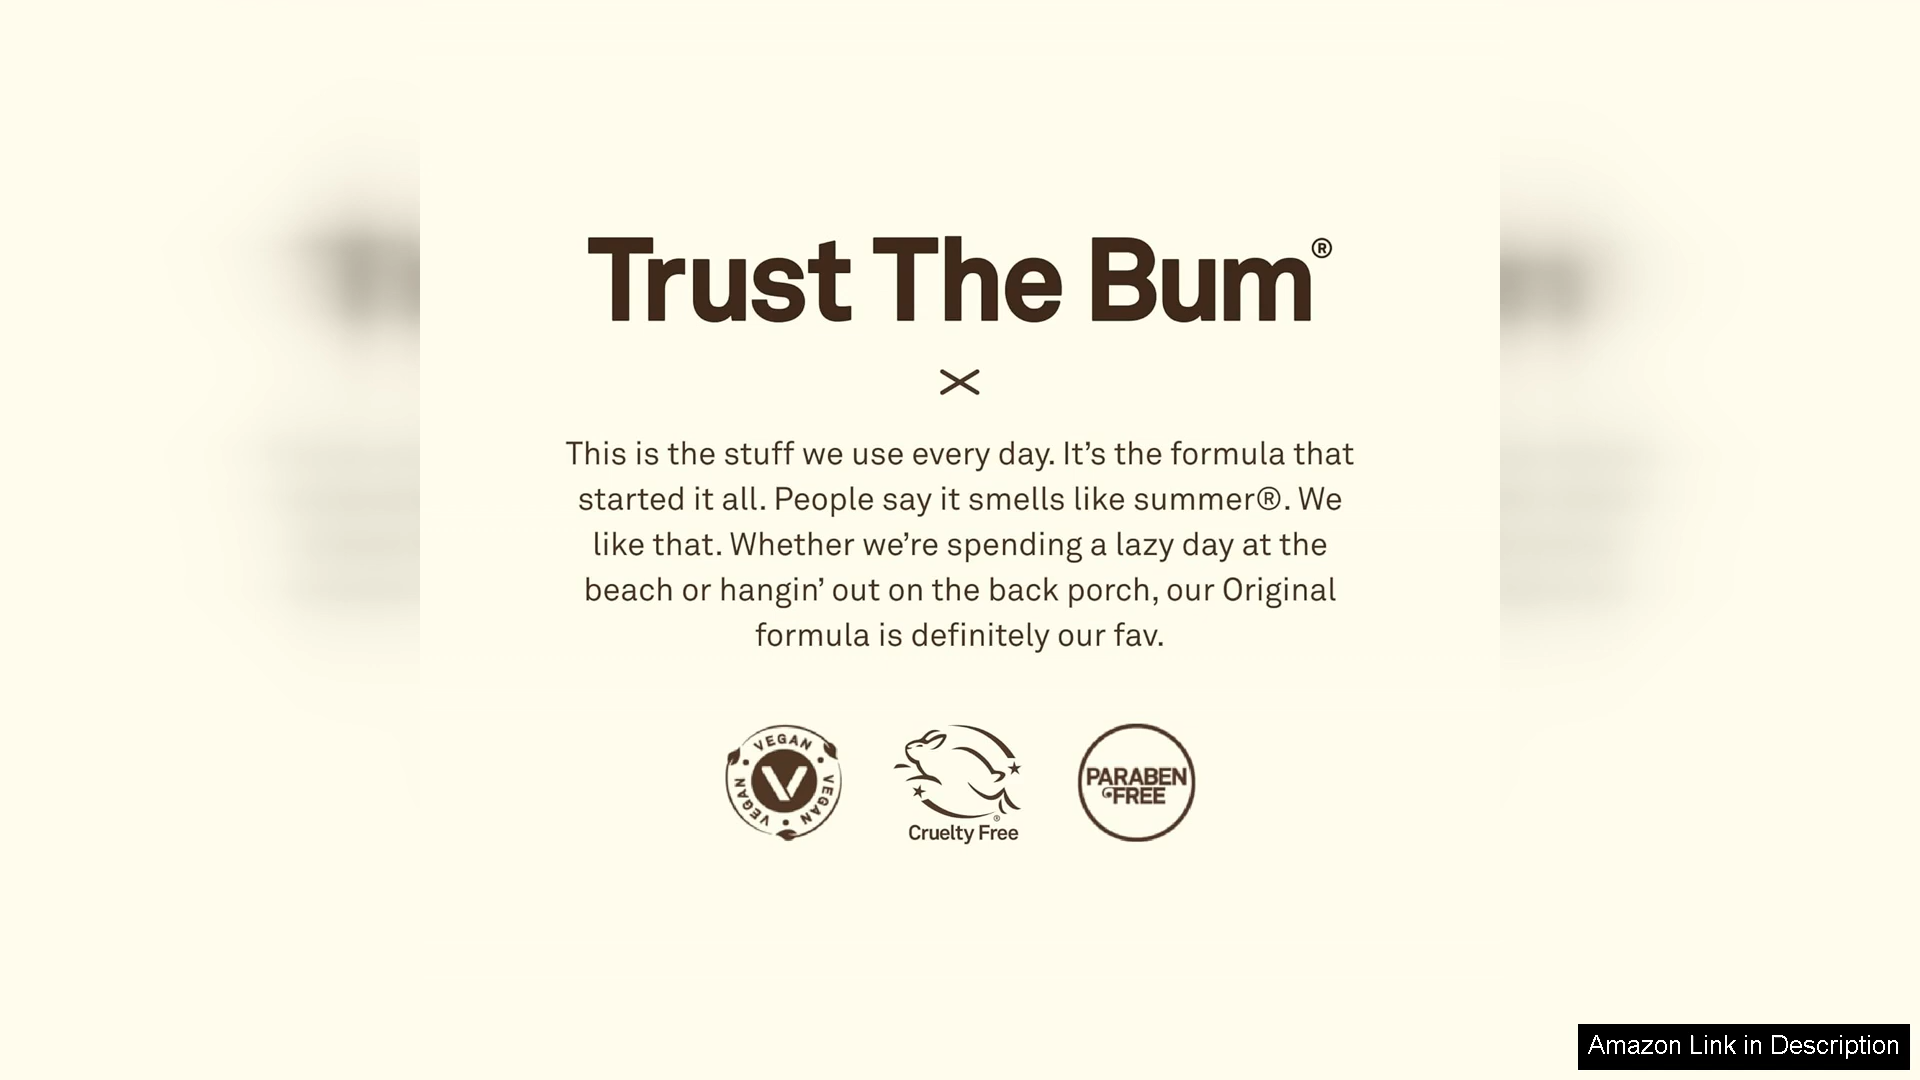 Trust The Bum®
This is the stuff we use every day. It’s the formula that
started it all. People say it smells like summer®. We
like that. Whether we’re spending a lazy day at the
beach or hangin’ out on the back porch, our Original
formula is definitely our fav.
VEGAN VEGAN VEGAN VEGAN
V
Cruelty Free®
PARABEN
FREE
Amazon Link in Description